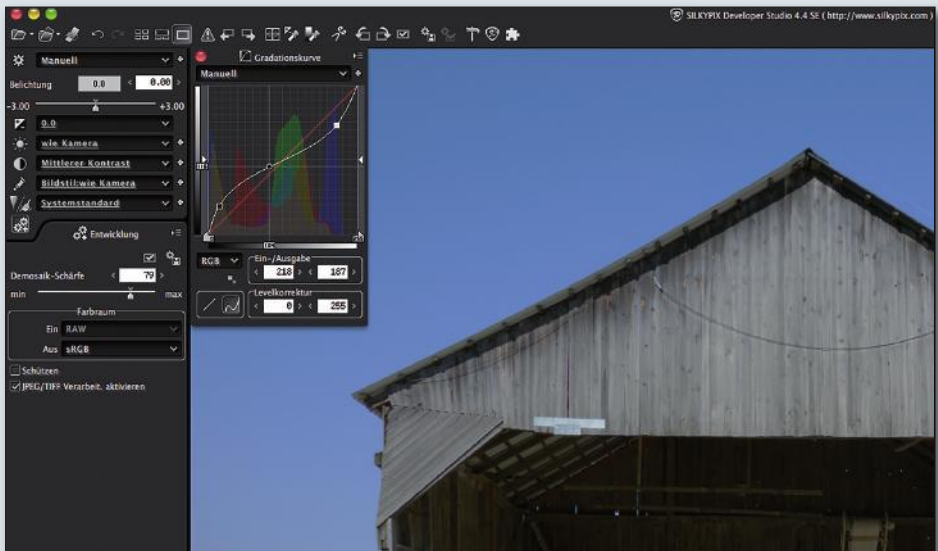 SILKYPIX Developer Studio 4.4 SE ( http://www.silkypix.com )
Manuell
Belichtung 0.0 0.00
-3.00 +3.00
0.0
wie Kamera
Mittlerer Kontrast
Bildstil:wie Kamera
Systemstandard
Entwicklung
Demosaik-Schärfe 79
min max
Farbraum
Ein RAW
Aus sRGB
Schützen
JPEG/TIFF Verarbeit. aktivieren
Gradationskurve
Manuell
RGB
Ein-/Ausgabe
218 187
Levelkorrektur
0 255